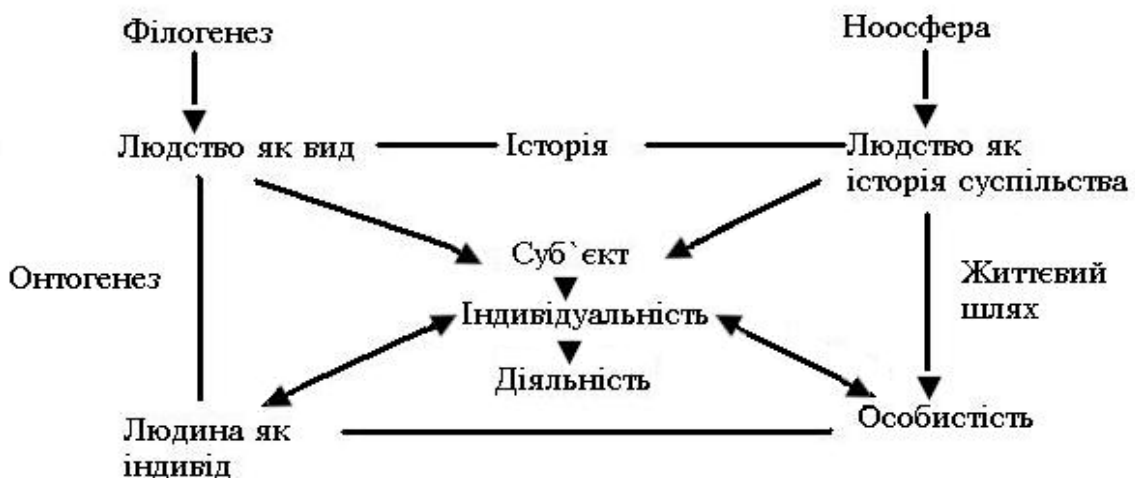 Філогенез
Ноосфера
Людство як вид
Історія
Людство як
історія суспільства
Суб`єкт
Онтогенез
Життєвий
шлях
Індивідуальність
Діяльність
Особистість
Людина як
індивід